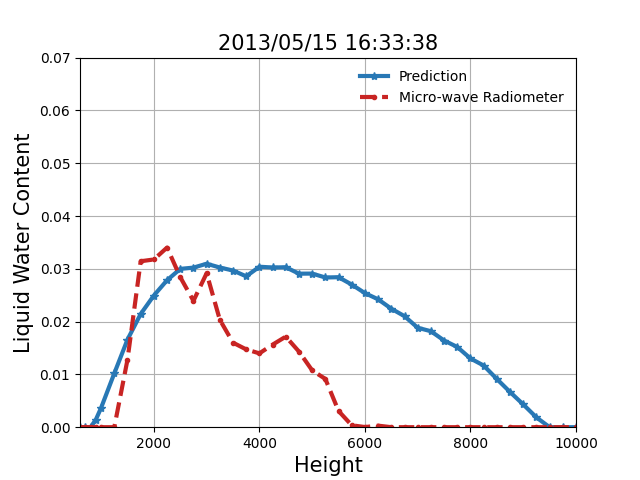 2013/05/15 16:33:38
Prediction
Micro-wave Radiometer
Liquid Water Content
0.07
0.06
0.05
0.04
0.03
0.02
0.01
0.00
2000 4000 6000 8000 10000
Height